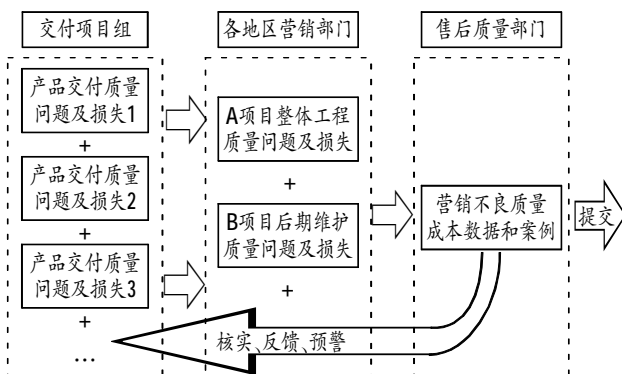 交付项目组
各地区营销部门
售后质量部门
产品交付质量
问题及损失1
+
产品交付质量
问题及损失2
+
产品交付质量
问题及损失3
+
…
A项目整体工程
质量问题及损失
+
B项目后期维护
质量问题及损失
+
营销不良质量
成本数据和案例
提交
核实、反馈、预警